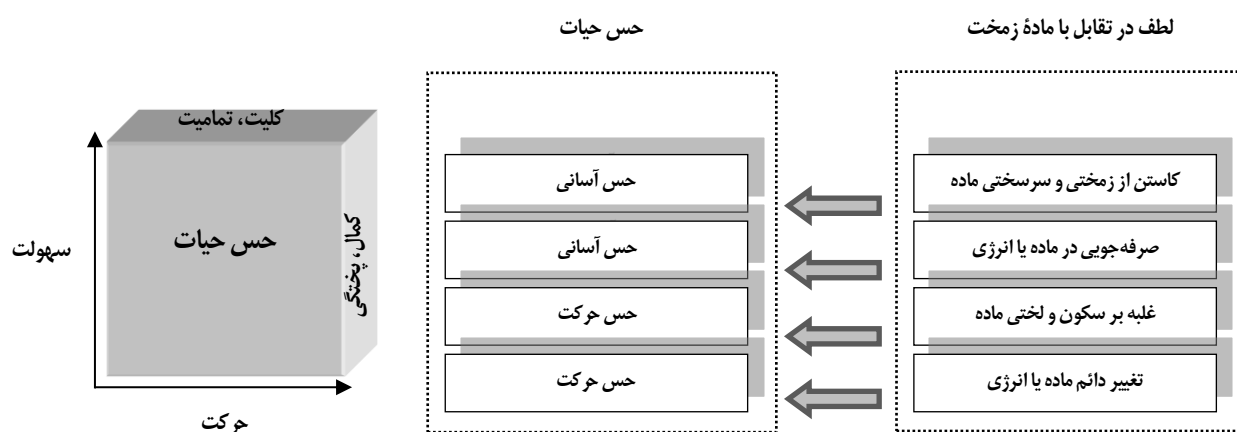 لطف در تقابل با مادهٔ زمخت
کاستن از زمختی و سرسختی ماده
صرفه‌جویی در ماده یا انرژی
غلبه بر سکون و لختی ماده
تغییر دائم ماده یا انرژی
حس حیات
حس آسانی
حس آسانی
حس حرکت
حس حرکت
کلیت، تمامیت
حس حیات
کمال، پختگی
سهولت
حرکت